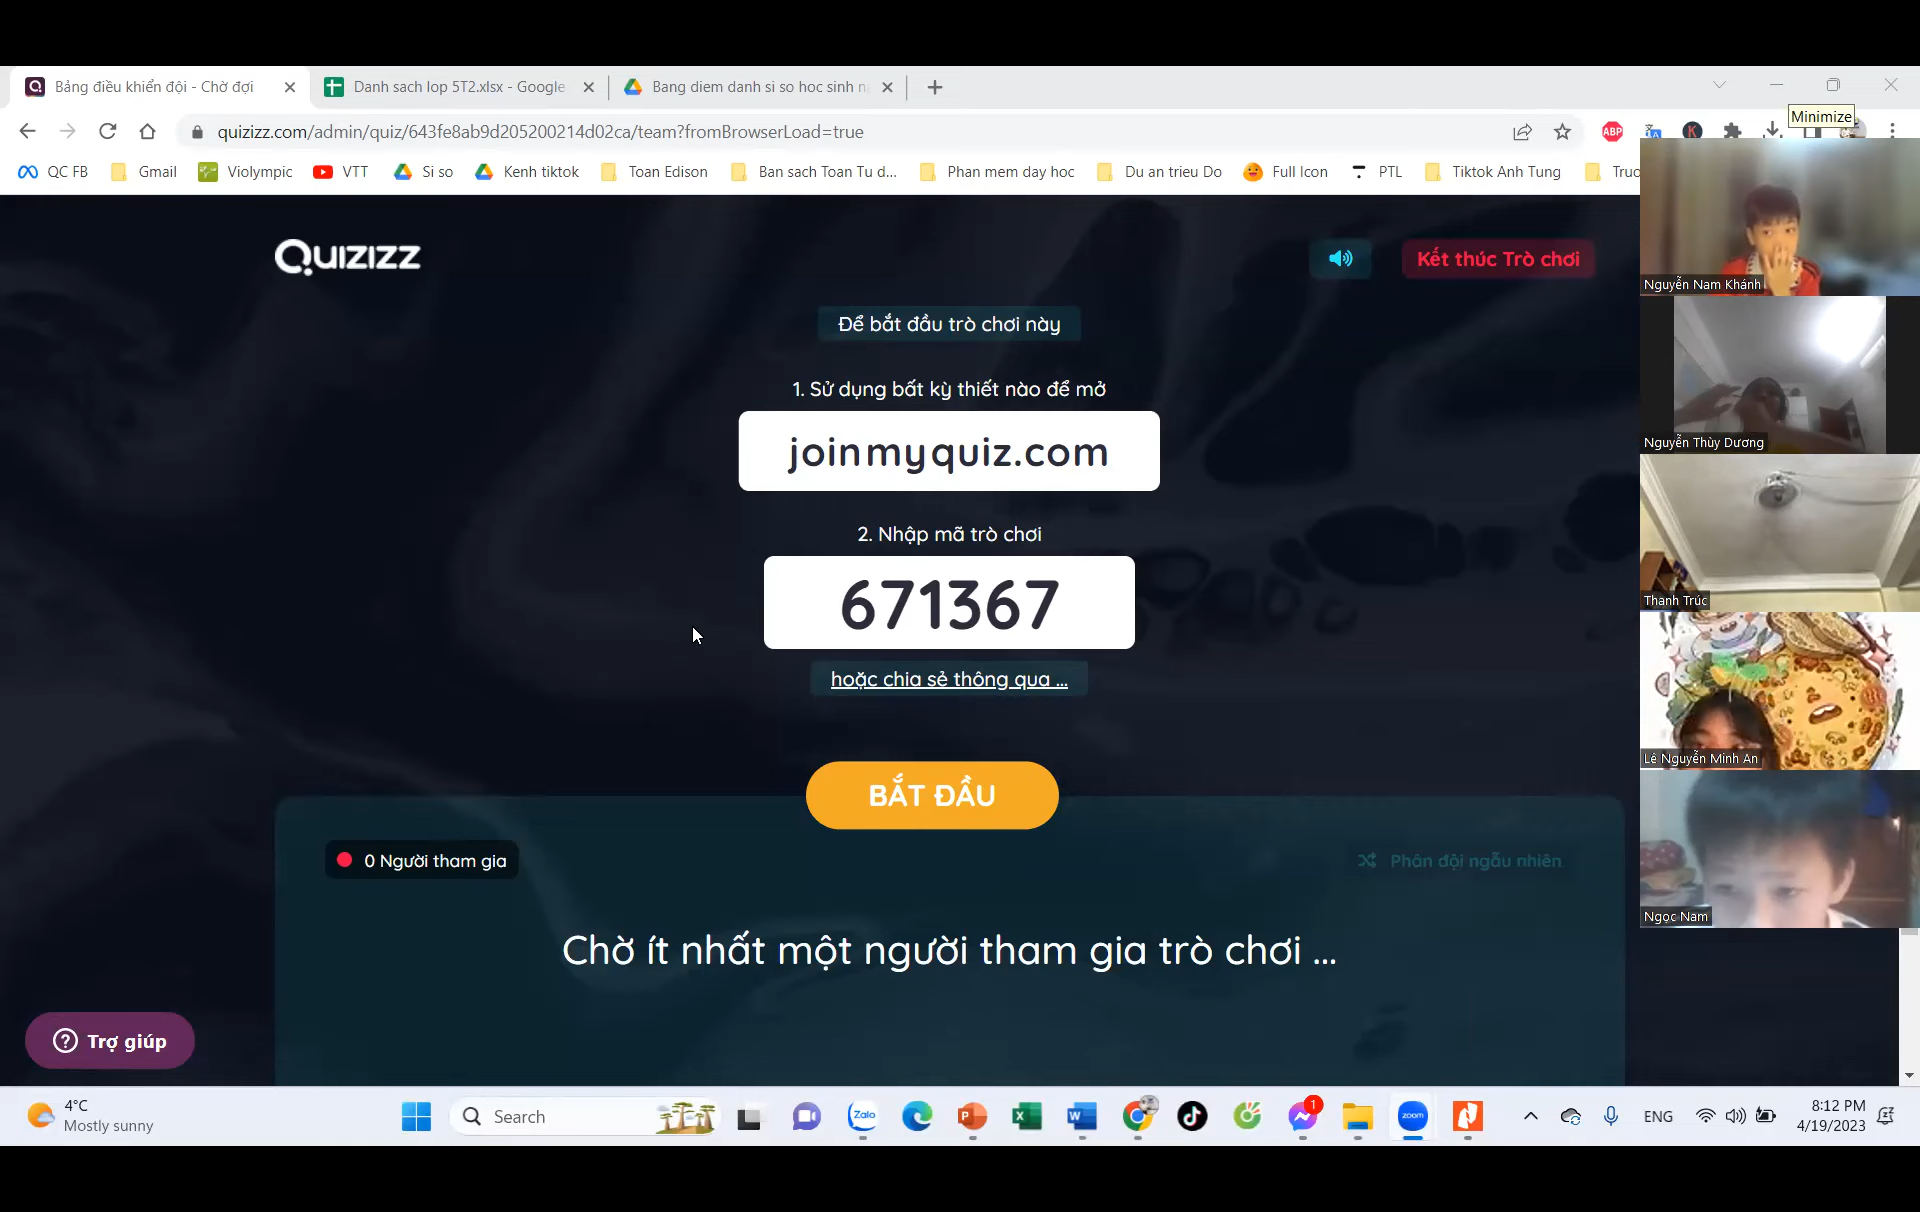 Bảng điều khiển đội - Chờ đợi
Danh sach lop 5T2.xlsx - Google
Bang diem danh si so hoc sinh n
Minimize
quizizz.com/admin/quiz/643fe8ab9d205200214d02ca/team?fromBrowserLoad=true
ABP
K
QC FB
Gmail
Violympic
VTT
Si so
Kenh tiktok
Toan Edison
Ban sach Toan Tu d...
Phan mem day hoc
Du an trieu Do
Full Icon
PTL
Tiktok Anh Tung
Truo
Quizizz
Kết thúc Trò chơi
Để bắt đầu trò chơi này
1. Sử dụng bất kỳ thiết nào để mở
joinmyquiz.com
2. Nhập mã trò chơi
671367
hoặc chia sẻ thông qua ...
BẮT ĐẦU
0 Người tham gia
Phân đội ngẫu nhiên
Chờ ít nhất một người tham gia trò chơi ...
Trợ giúp
Nguyễn Nam Khánh
Nguyễn Thùy Dương
Thanh Trúc
Lê Nguyễn Minh An
Ngọc Nam
4°C
Mostly sunny
Search
Zalo
zoom
1
ENG
8:12 PM
4/19/2023